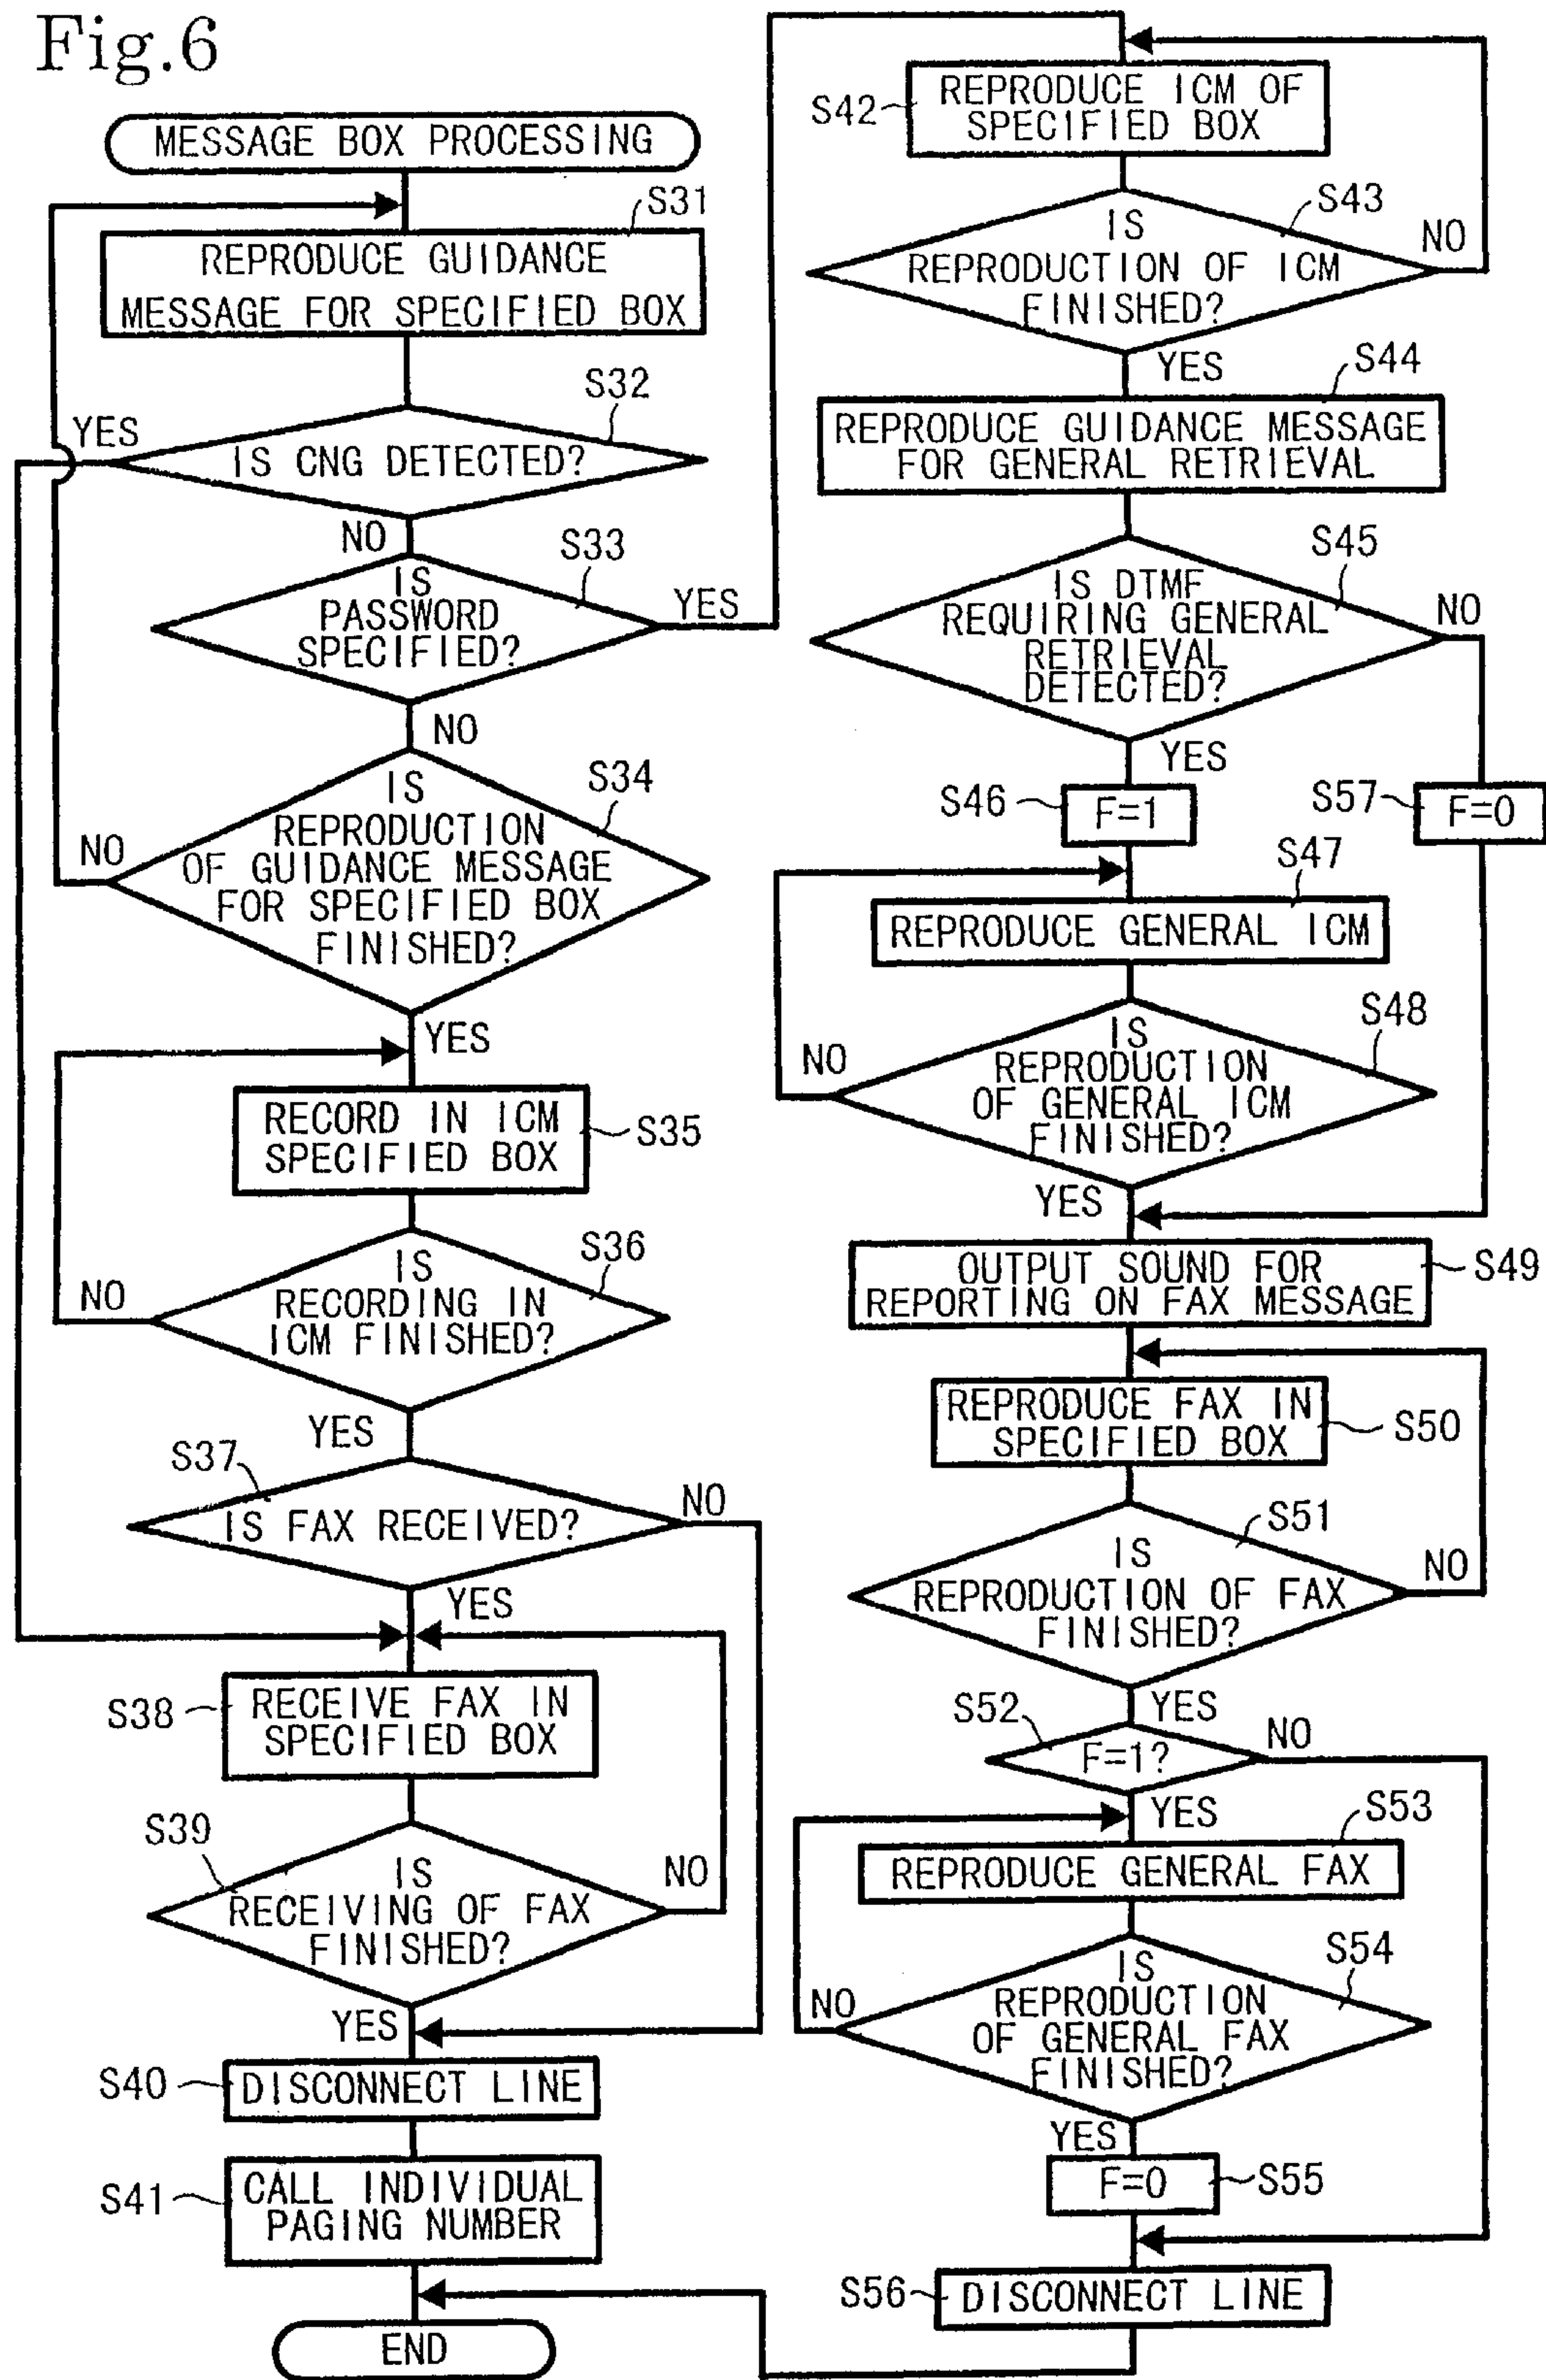 Fig.6
MESSAGE BOX PROCESSING
S31
REPRODUCE GUIDANCE
MESSAGE FOR SPECIFIED BOX
S32
YES
IS CNG DETECTED?
NO
S33
IS
PASSWORD
SPECIFIED?
YES
NO
S34
IS
REPRODUCTION
OF GUIDANCE MESSAGE
FOR SPECIFIED BOX
FINISHED?
NO
YES
RECORD IN ICM
SPECIFIED BOX
S35
S36
IS
RECORDING IN
ICM FINISHED?
NO
YES
S37
IS FAX RECEIVED?
NO
YES
S38
RECEIVE FAX IN
SPECIFIED BOX
S39
IS
RECEIVING OF FAX
FINISHED?
NO
YES
S40
DISCONNECT LINE
S41
CALL INDIVIDUAL
PAGING NUMBER
END
S42
REPRODUCE ICM OF
SPECIFIED BOX
S43
IS
REPRODUCTION OF ICM
FINISHED?
NO
YES
S44
REPRODUCE GUIDANCE MESSAGE
FOR GENERAL RETRIEVAL
S45
IS DTMF
REQUIRING GENERAL
RETRIEVAL
DETECTED?
NO
YES
S46
F=1
S57
F=0
S47
REPRODUCE GENERAL ICM
S48
IS
REPRODUCTION
OF GENERAL ICM
FINISHED?
NO
YES
OUTPUT SOUND FOR
REPORTING ON FAX MESSAGE
S49
REPRODUCE FAX IN
SPECIFIED BOX
S50
S51
IS
REPRODUCTION OF FAX
FINISHED?
NO
YES
S52
F=1?
NO
YES
S53
REPRODUCE GENERAL FAX
S54
IS
REPRODUCTION
OF GENERAL FAX
FINISHED?
NO
YES
F=0
S55
S56
DISCONNECT LINE